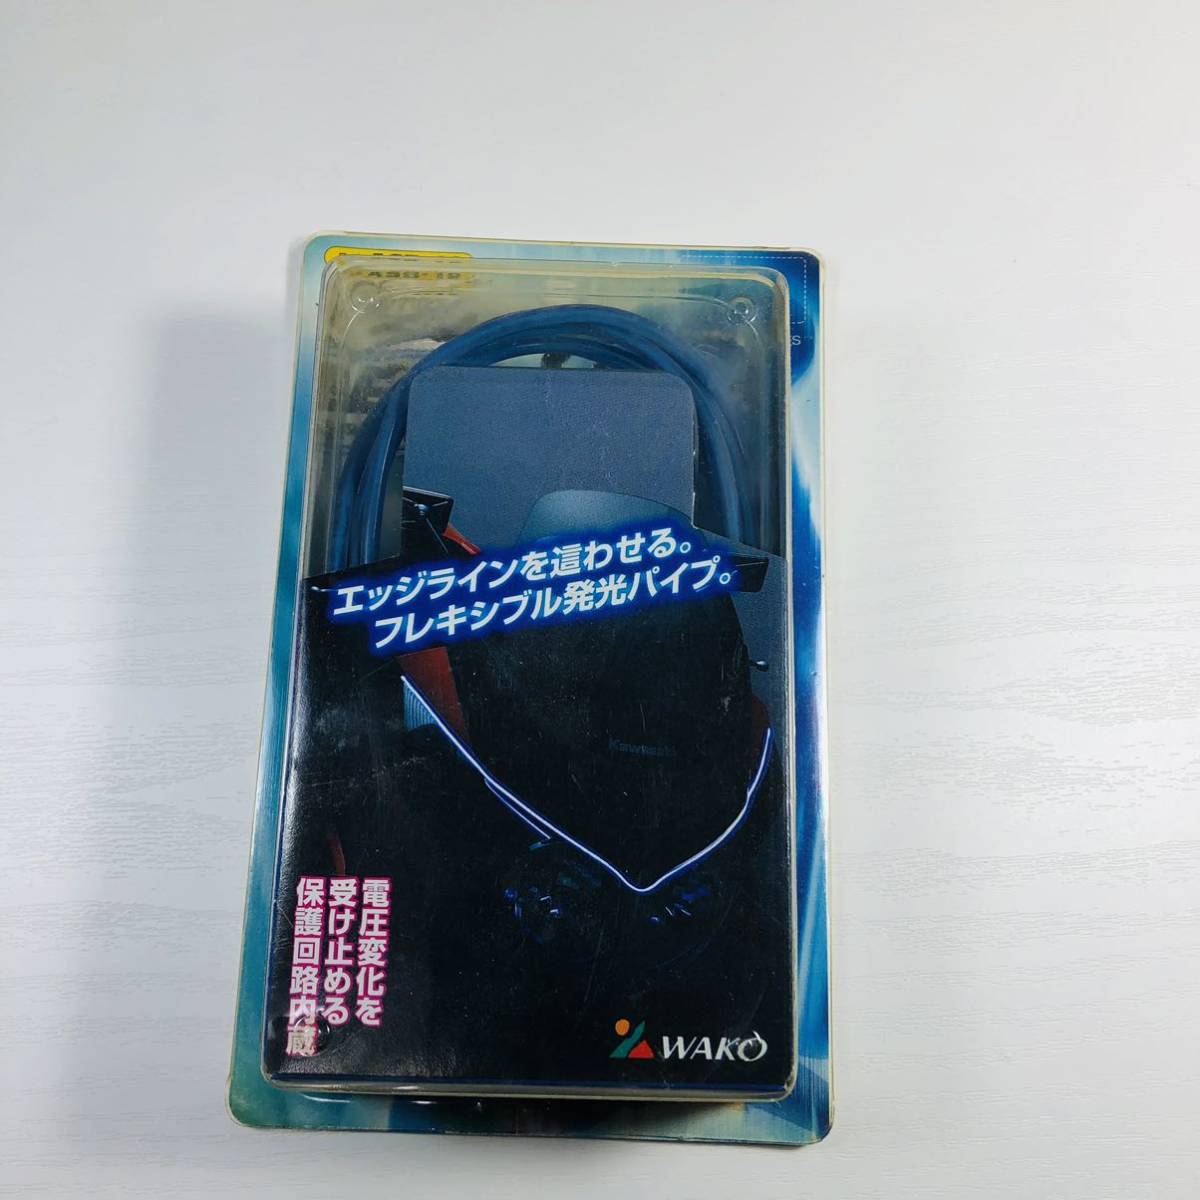 エッジラインを這わせる。
フレキシブル発光パイプ。
Kawasaki
電圧変化を
受け止める
保護回路内蔵
WAKO